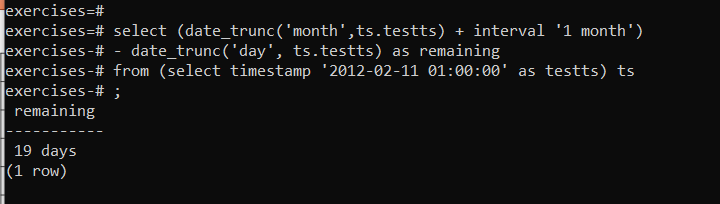 exercises=#
exercises=# select (date_trunc('month',ts.testts) + interval '1 month')
exercises-# - date_trunc('day', ts.testts) as remaining
exercises-# from (select timestamp '2012-02-11 01:00:00' as testts) ts
exercises-# ;
 remaining
-----------
 19 days
(1 row)